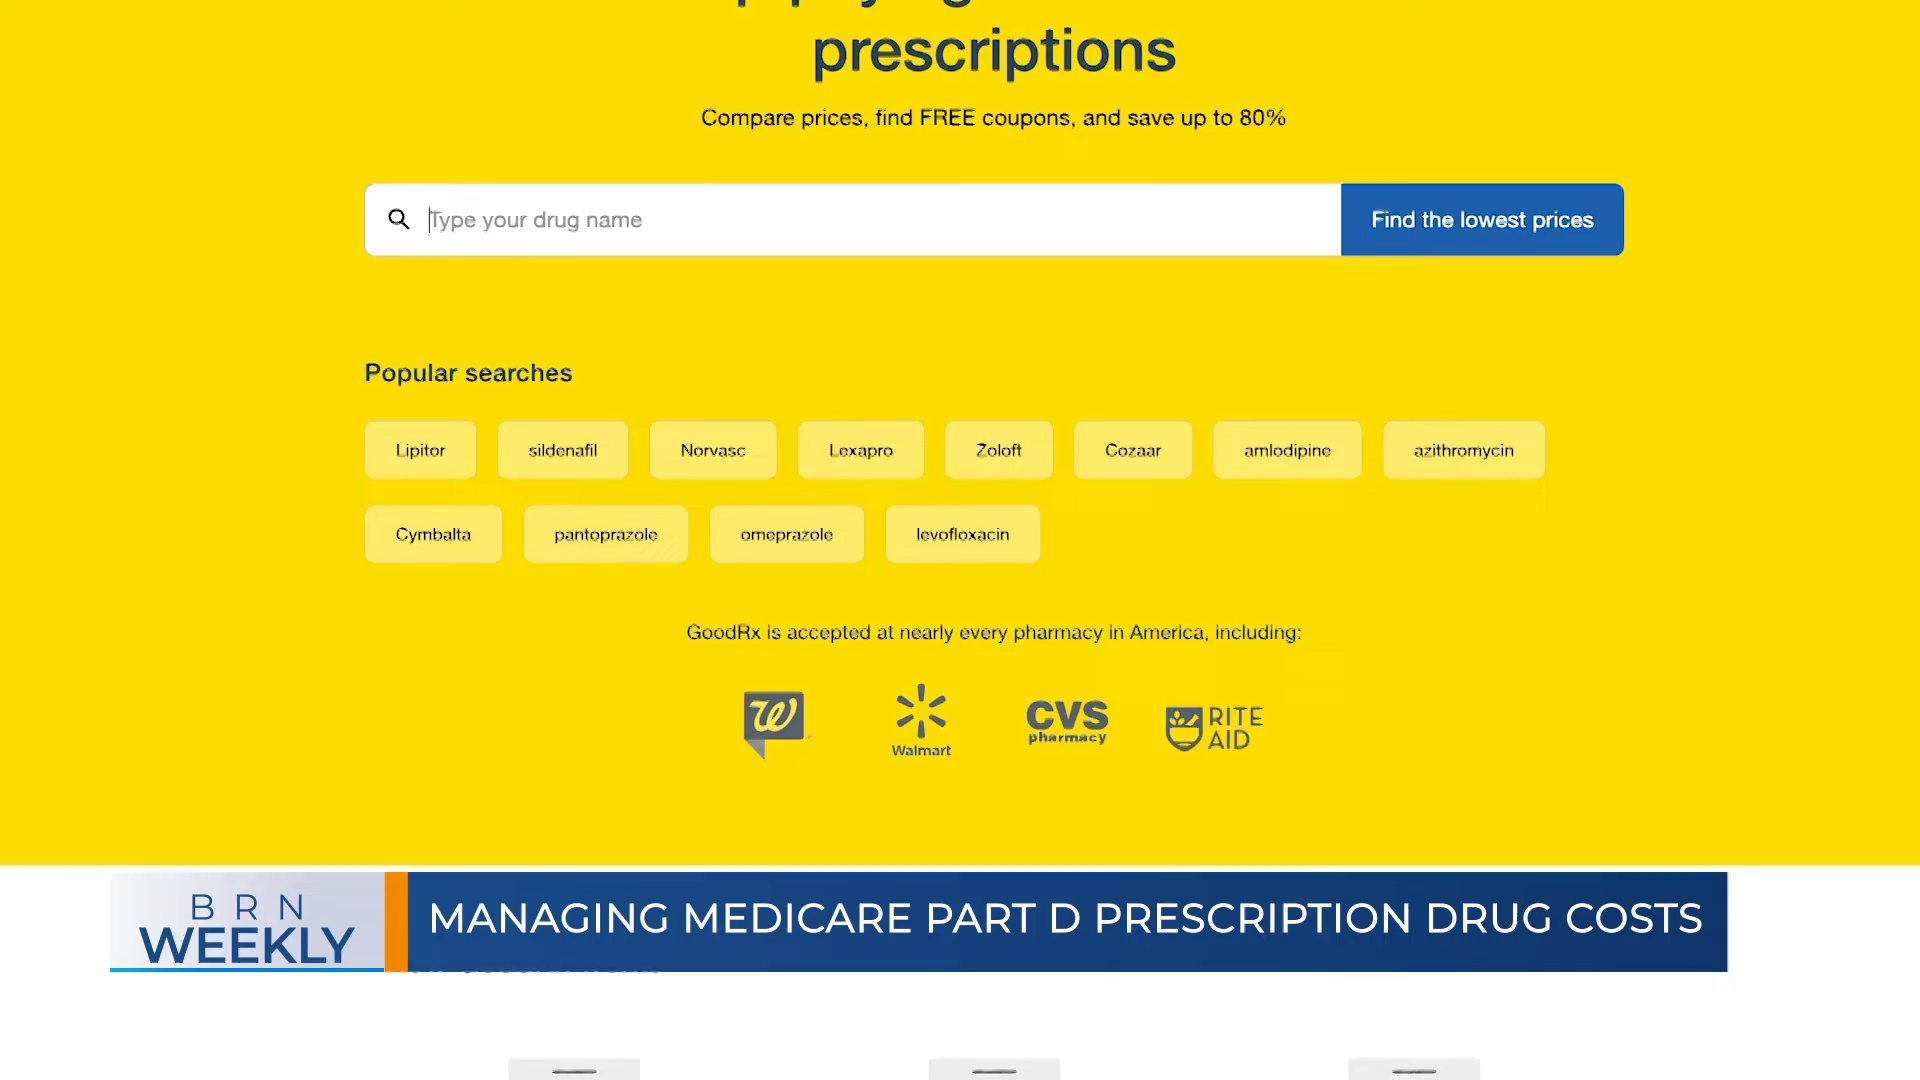 prescriptions
Compare prices, find FREE coupons, and save up to 80%
Type your drug name
Find the lowest prices
Popular searches
Lipitor
sildenafil
Norvasc
Lexapro
Zoloft
Cozaar
amlodipine
azithromycin
Cymbalta
pantoprazole
omeprazole
levofloxacin
GoodRx is accepted at nearly every pharmacy in America, including:
W
Walmart
CVS
pharmacy
RITE
AID
BRN
WEEKLY
MANAGING MEDICARE PART D PRESCRIPTION DRUG COSTS